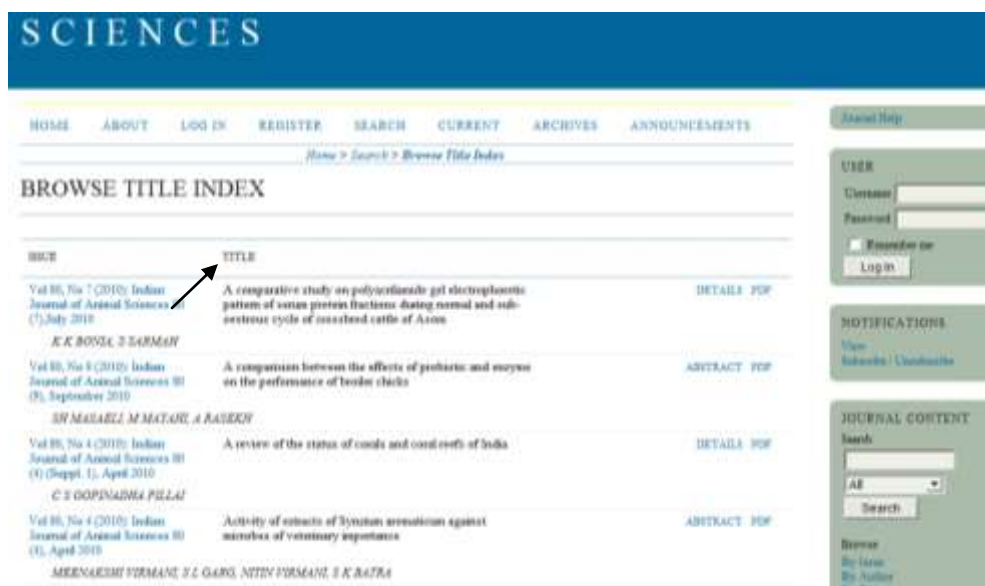 SCIENCES
HOME ABOUT LOG IN REGISTER SEARCH CURRENT ARCHIVES ANNOUNCEMENTS
Home > Search > Browse Title Index
BROWSE TITLE INDEX
ISSUE TITLE
Vol 80, No 7 (2010): Indian A comparative study on polyacrylamide gel electrophoretic DETAILS PDF
Journal of Animal Sciences 80 pattern of serum protein fractions during normal and sub-
(7), July 2010 oestrous cycle of crossbred cattle of Assam
K K BONIA, S SARMAH
Indian A comparison between the effects of probiotic and enzyme ABSTRACT PDF
Journal of Animal Sciences 80 on the performance of broiler chicks
September 2010
SH MASAELI, M MATAHI, A RASEKH
Vol 80, No 4 (2010): Indian A review of the status of corals and coral reefs of India DETAILS PDF
Journal of Animal Sciences 80
(4) (Suppl. 1), April 2010
C S GOPINADHA PILLAI
Vol 80, No 4 (2010): Indian Activity of extracts of Syzium aromaticum against ABSTRACT PDF
Journal of Animal Sciences 80 microbes of veterinary importance
(4), April 2010
MEENAKSHI VIRMANI, S L GARG, NITIN VIRMANI, S K BATRA
Journal Help
USER
Username
Password
Remember me
Log In
NOTIFICATIONS
View
Subscribe / Unsubscribe
JOURNAL CONTENT
Search
All
Search
Browse
By Issue
By Author